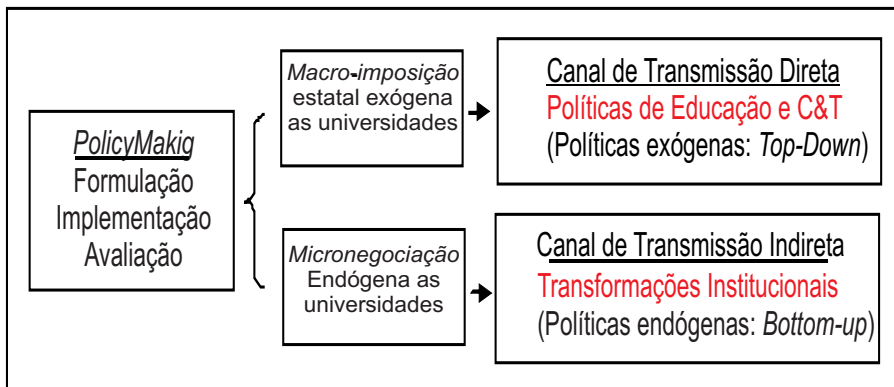 PolicyMakig
Formulação
Implementação
Avaliação
Macro-imposição
estatal exógena
as universidades
Canal de Transmissão Direta
Políticas de Educação e C&T
(Políticas exógenas: Top-Down)
Micronegociação
Endógena as
universidades
Canal de Transmissão Indireta
Transformações Institucionais
(Políticas endógenas: Bottom-up)